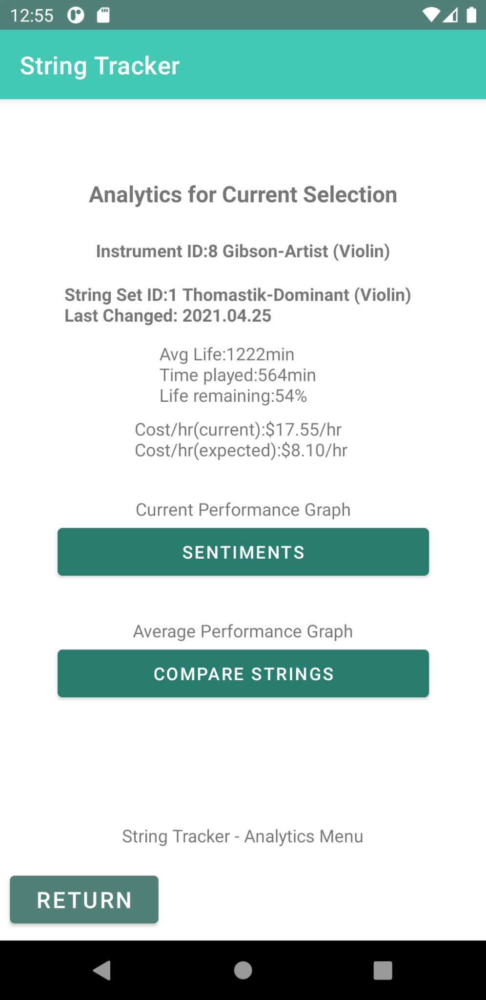 12:55
String Tracker
Analytics for Current Selection
Instrument ID:8 Gibson-Artist (Violin)
String Set ID:1 Thomastik-Dominant (Violin)
Last Changed: 2021.04.25
Avg Life:1222min
Time played:564min
Life remaining:54%
Cost/hr(current):$17.55/hr
Cost/hr(expected):$8.10/hr
Current Performance Graph
SENTIMENTS
Average Performance Graph
COMPARE STRINGS
String Tracker - Analytics Menu
RETURN